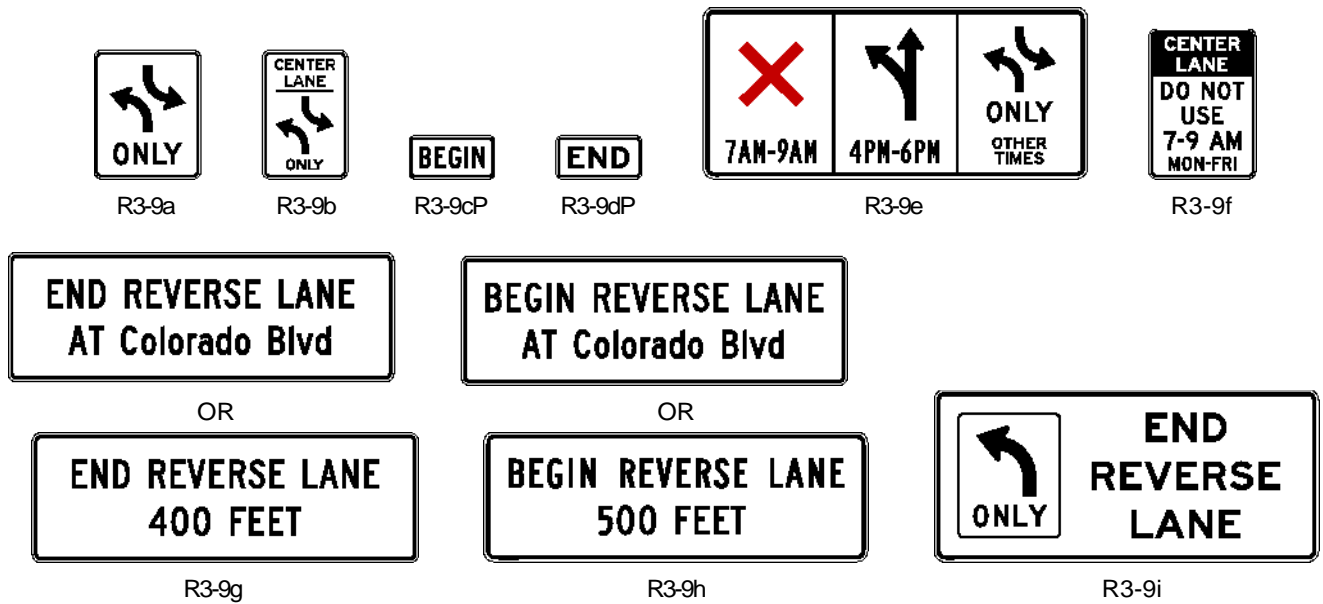 ONLY
R3-9a
CENTER
LANE
ONLY
R3-9b
BEGIN
R3-9cP
END
R3-9dP
7AM-9AM
4PM-6PM
ONLY
OTHER
TIMES
R3-9e
CENTER
LANE
DO NOT
USE
7-9 AM
MON-FRI
R3-9f
END REVERSE LANE
AT Colorado Blvd
OR
END REVERSE LANE
400 FEET
R3-9g
BEGIN REVERSE LANE
AT Colorado Blvd
OR
BEGIN REVERSE LANE
500 FEET
R3-9h
ONLY
END
REVERSE
LANE
R3-9i